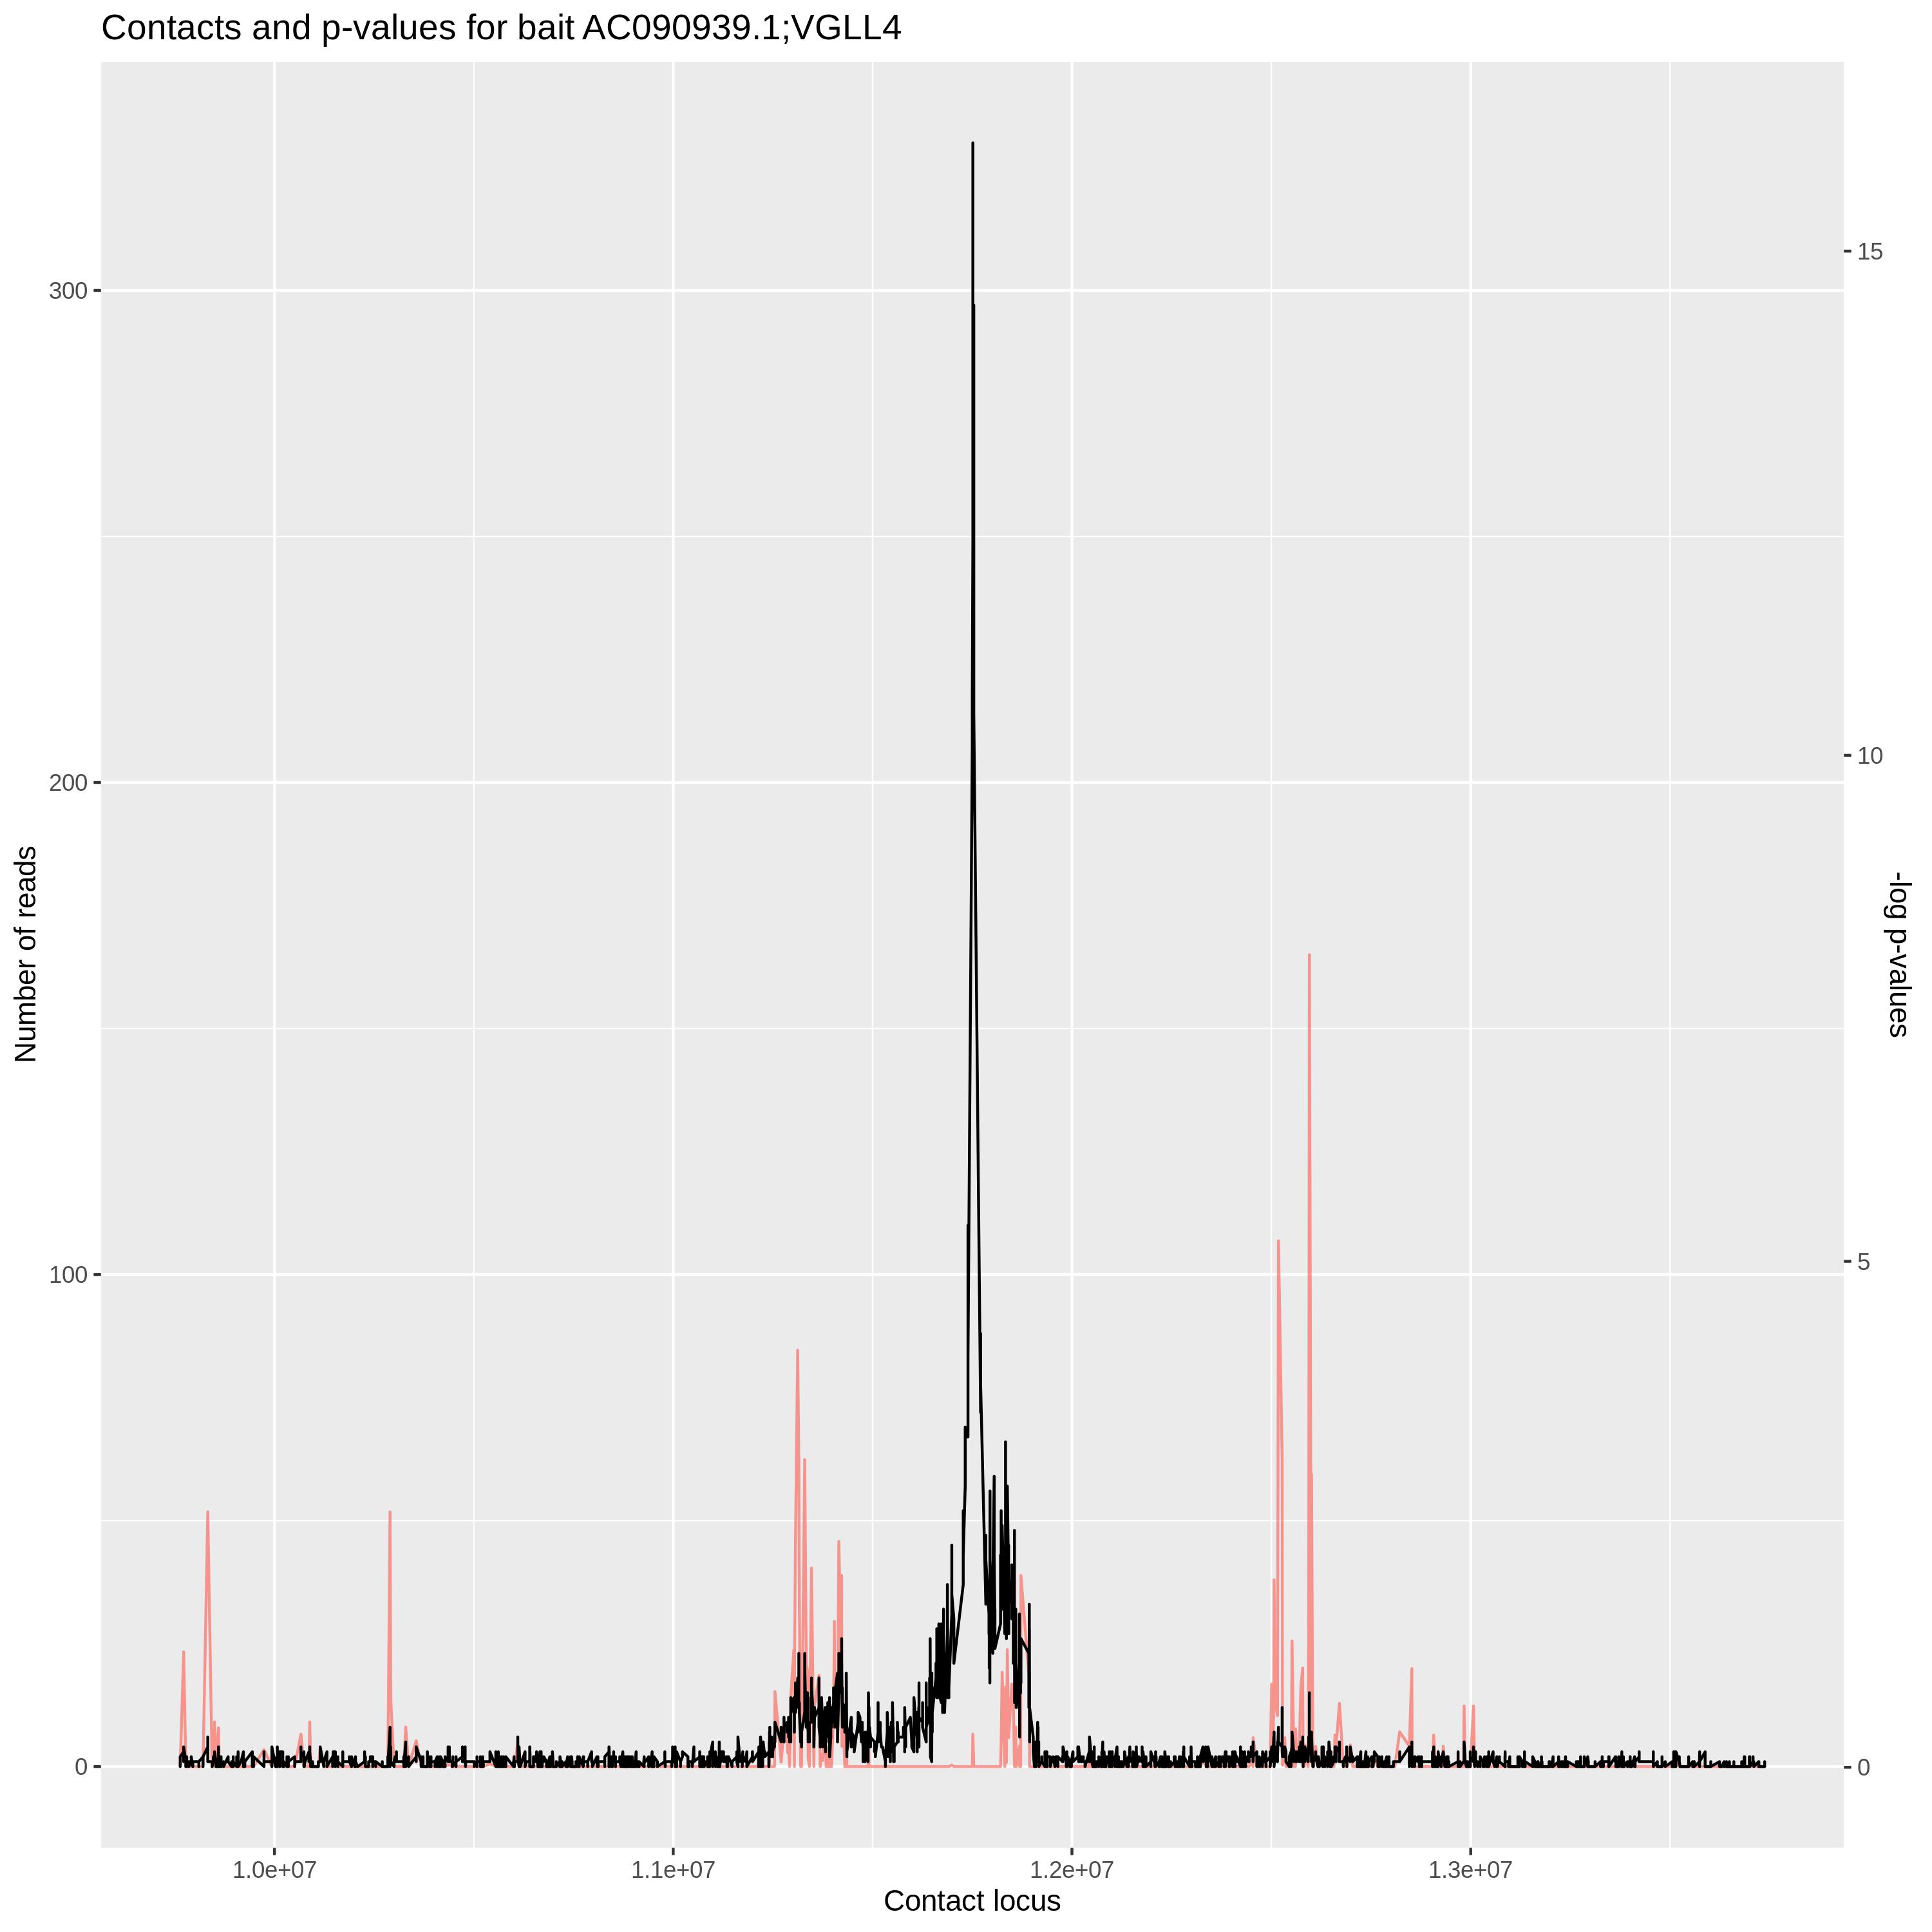 Contacts and p-values for bait AC090939.1;VGLL4
Number of reads
300
200
100
0
15
10
5
0
-log p-values
1.0e+07
1.1e+07
1.2e+07
1.3e+07
Contact locus